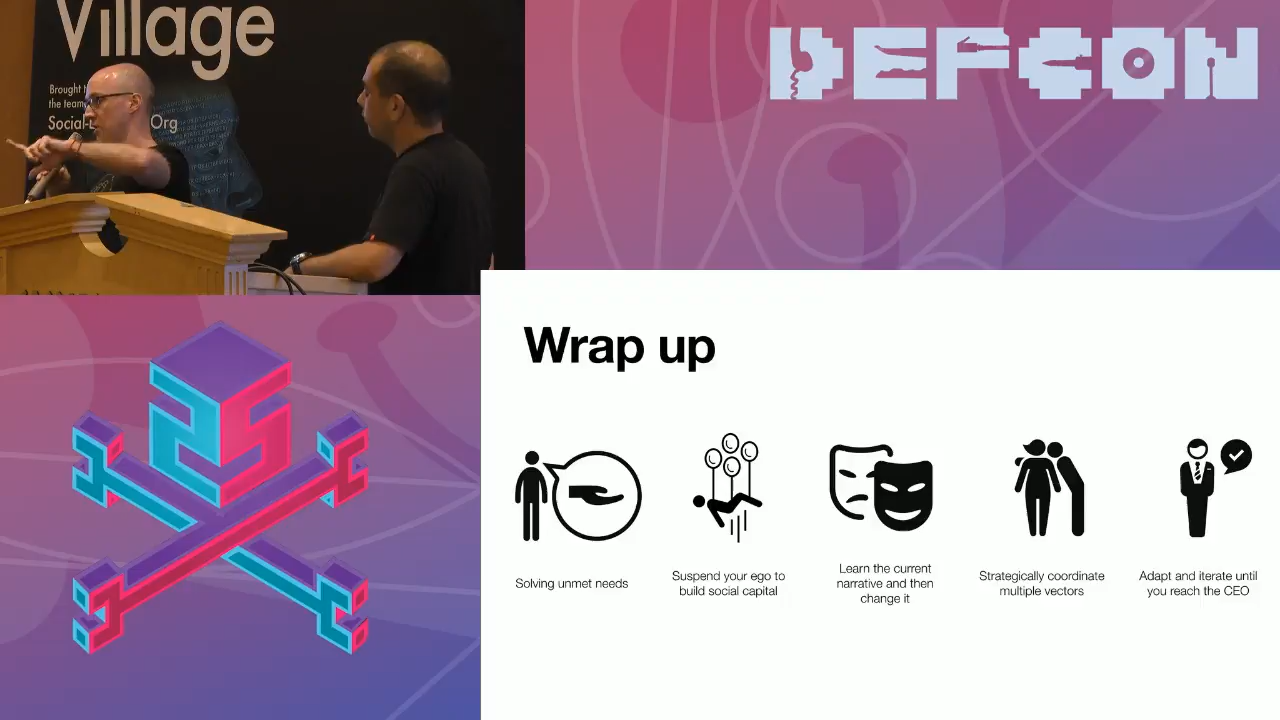 Village
Brought
the team
Social-
Org
DEFCON
25
Wrap up
Solving unmet needs
Suspend your ego to
build social capital
Learn the current
narrative and then
change it
Strategically coordinate
multiple vectors
Adapt and iterate until
you reach the CEO